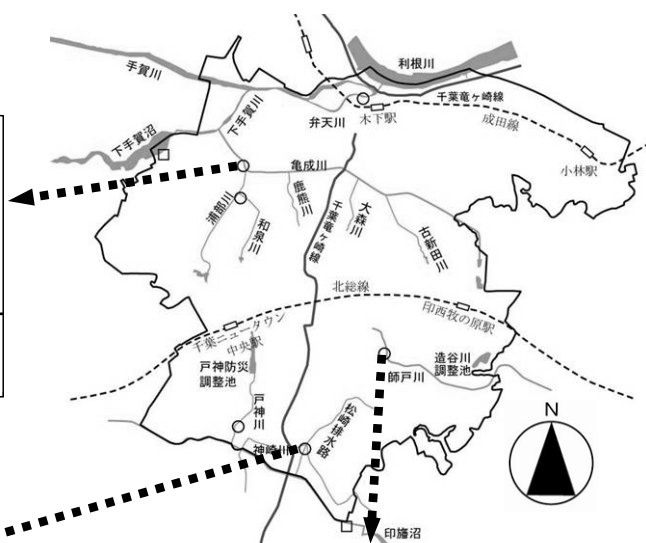 手賀川
利根川
千葉竜ヶ崎線
下手賀川
弁天川
木下駅
成田線
下手賀沼
小林駅
亀成川
浦部川
和泉川
鹿熊川
千葉竜ヶ崎線
大森川
古新田川
北総線
千葉ニュータウン
中央駅
印西牧の原駅
戸神防災
調整池
造谷川
調整池
師戸川
戸神川
松崎排水路
神崎川
N
印旛沼